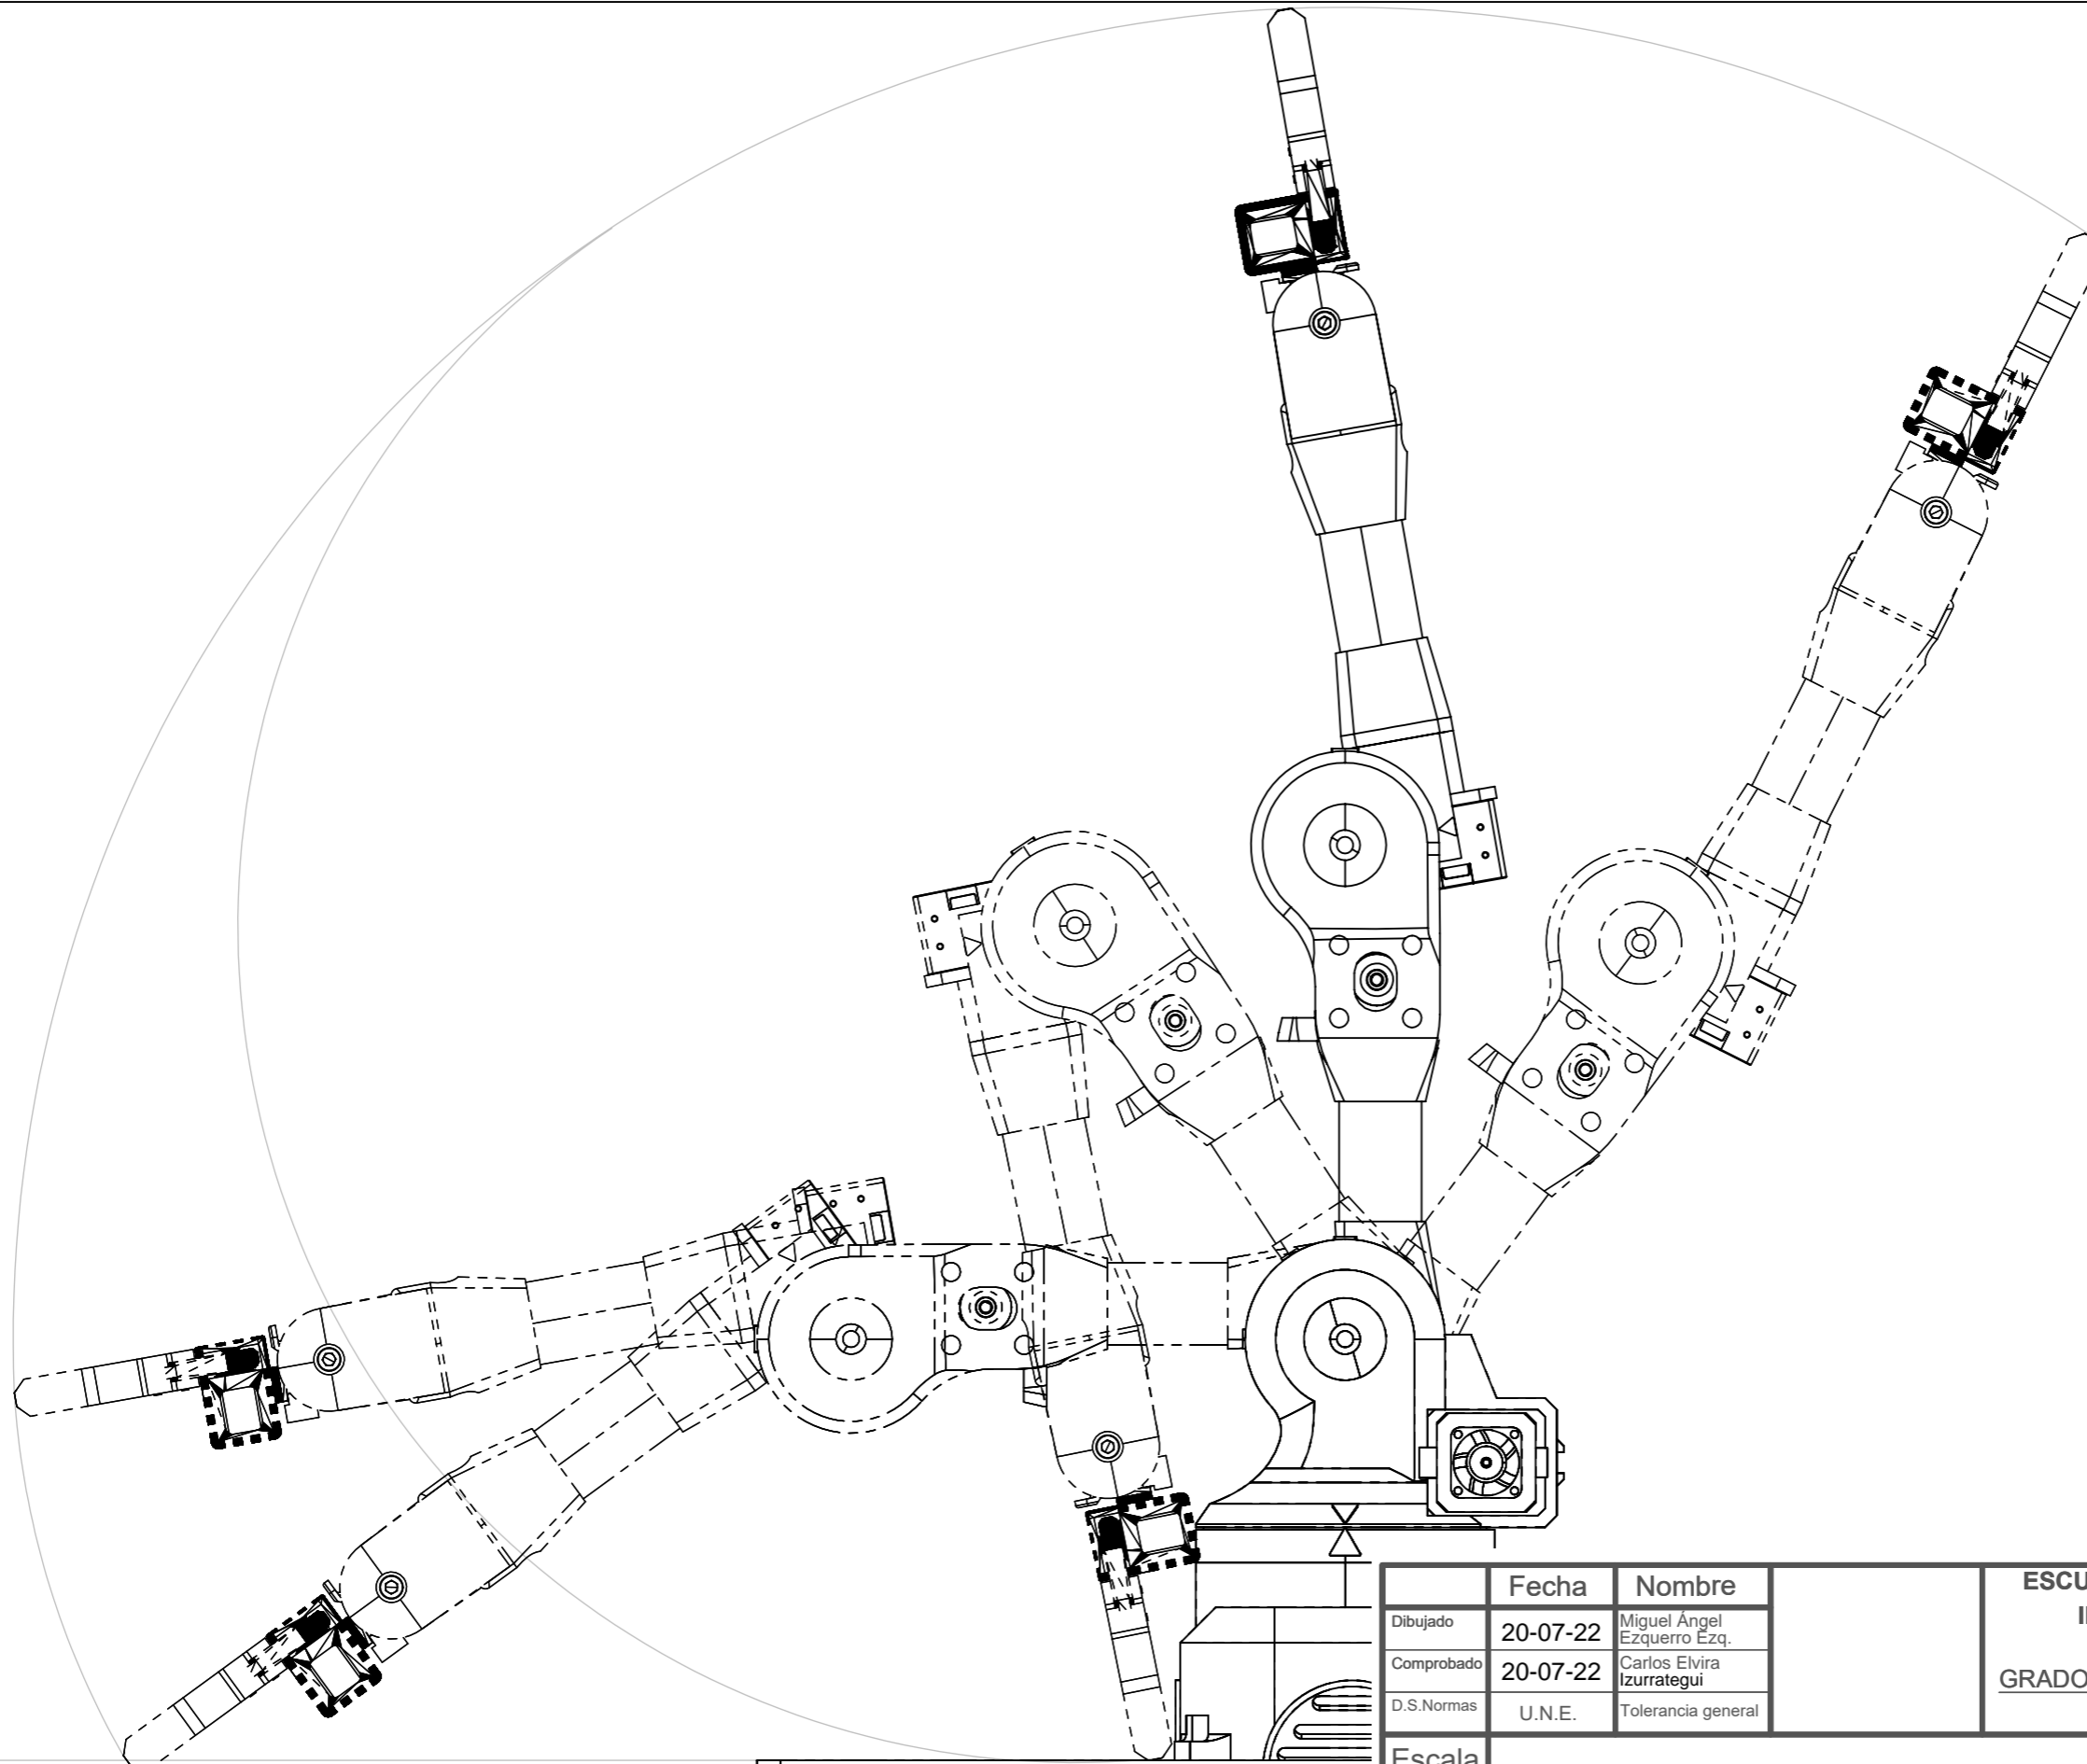 Fecha Nombre
ESCU
Dibujado 20-07-22 Miguel Ángel
Ezquerro Ezq.
Comprobado 20-07-22 Carlos Elvira
Izurrategui
GRADO
D.S.Normas U.N.E. Tolerancia general
Escala